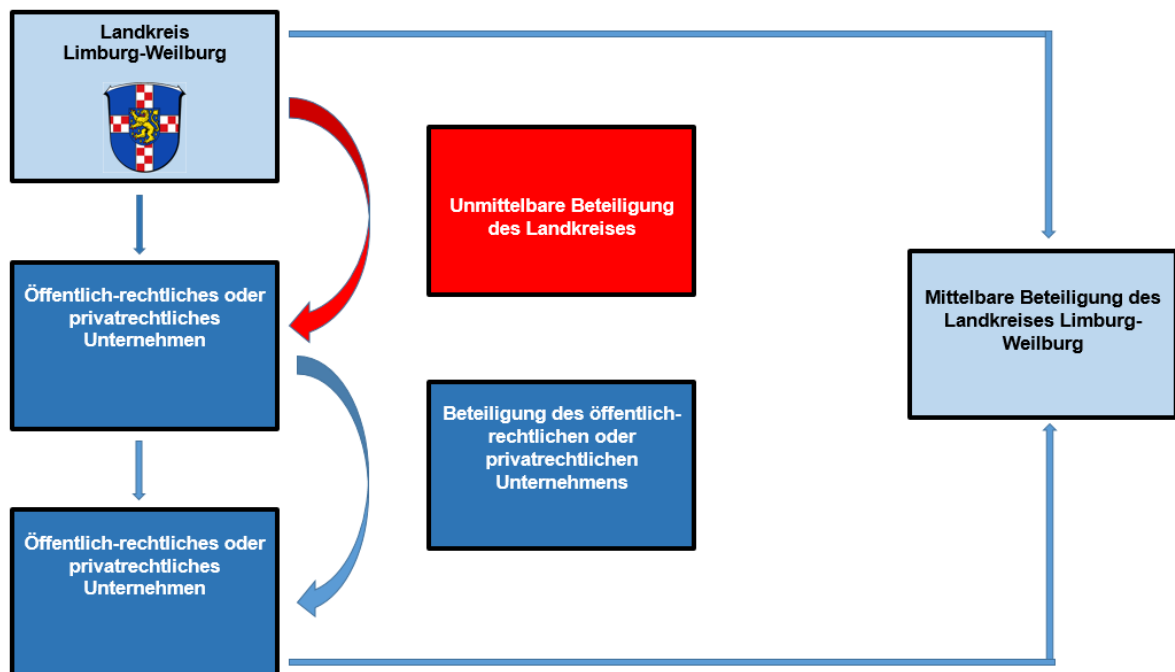 Landkreis
Limburg-Weilburg
Unmittelbare Beteiligung
des Landkreises
Öffentlich-rechtliches oder
privatrechtliches
Unternehmen
Mittelbare Beteiligung des
Landkreises Limburg-
Weilburg
Beteiligung des öffentlich-
rechtlichen oder
privatrechtlichen
Unternehmens
Öffentlich-rechtliches oder
privatrechtliches
Unternehmen